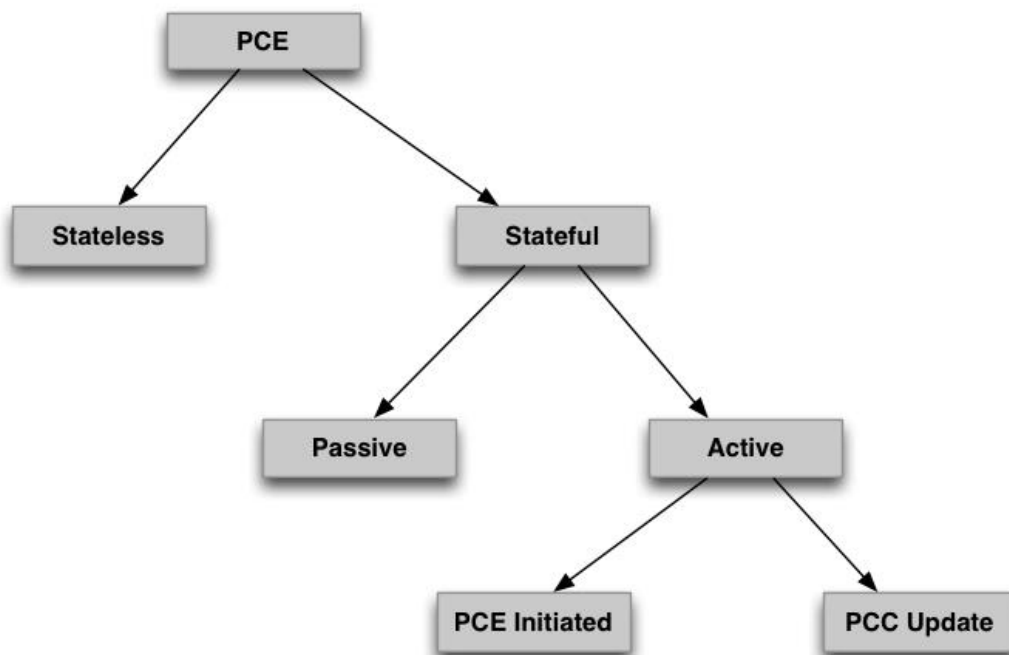 PCE
Stateless
Stateful
Passive
Active
PCE Initiated
PCC Update